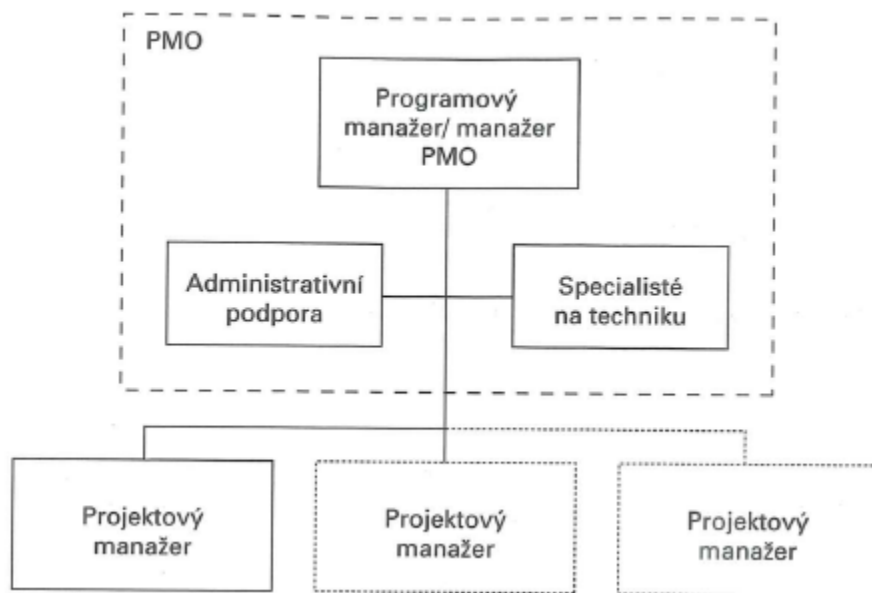 PMO
Programový
manažer/ manažer
PMO
Administrativní
podpora
Specialisté
na techniku
Projektový
manažer
Projektový
manažer
Projektový
manažer